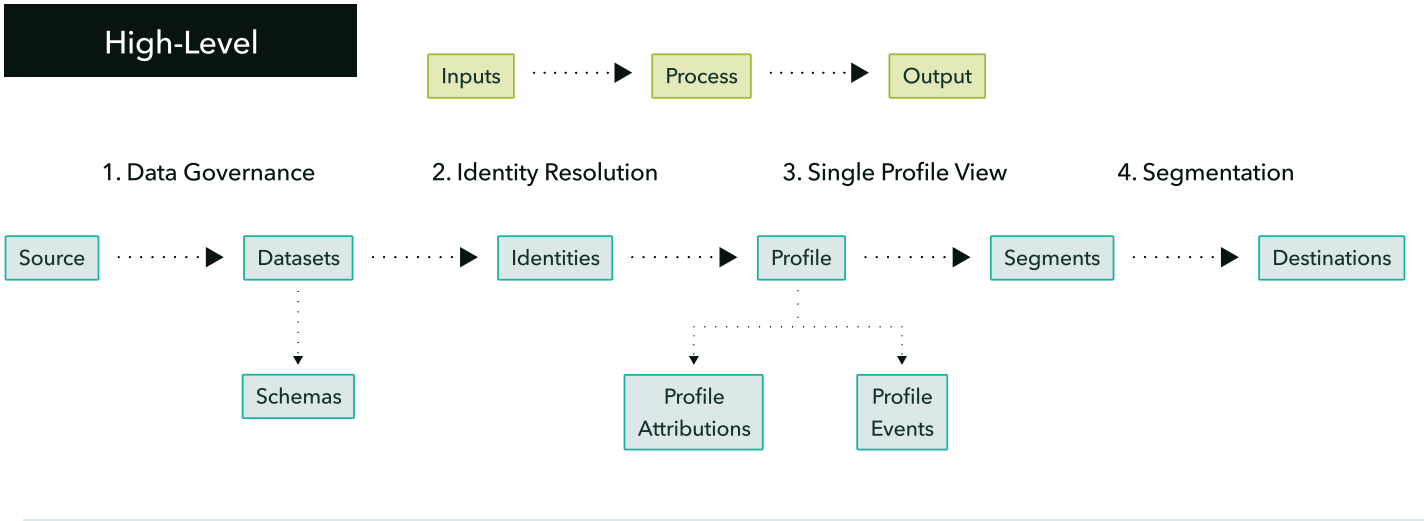 High-Level
Inputs
Process
Output
1. Data Governance
2. Identity Resolution
3. Single Profile View
4. Segmentation
Source
Datasets
Identities
Profile
Segments
Destinations
Schemas
Profile
Attributions
Profile
Events